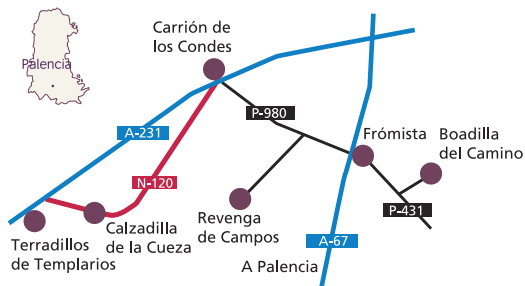 Palencia
Carrión de
los Condes
A-231
P-980
N-120
Frómista
Boadilla
del Camino
P-431
Calzadilla
de la Cueza
Revenga
de Campos
Terradillos
de Templarios
A-67
A Palencia